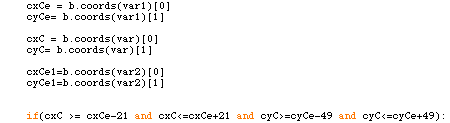 cxCe = b.coords(var1)[0]
cyCe= b.coords(var1)[1]
cxC = b.coords(var)[0]
cyC= b.coords(var)[1]
cxCe1=b.coords(var2)[0]
cyCe1=b.coords(var2)[1]
if(cxC >= cxCe-21 and cxC<=cxCe+21 and cyC>=cyCe-49 and cyC<=cyCe+49):